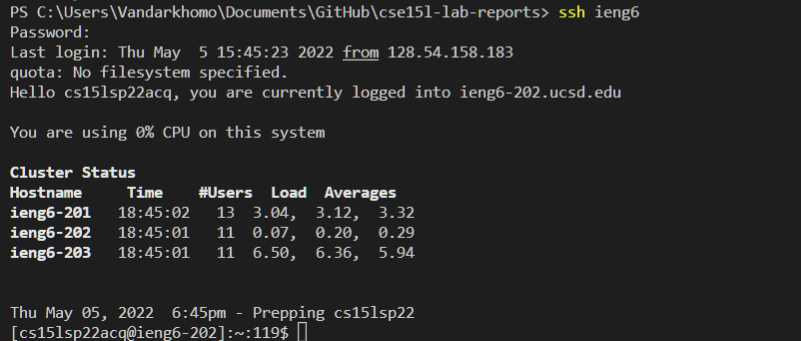 PS C:\Users\Vandarkhomo\Documents\GitHub\cse15l-lab-reports> ssh ieng6
Password:
Last login: Thu May  5 15:45:23 2022 from 128.54.158.183
quota: No filesystem specified.
Hello cs15lsp22acq, you are currently logged into ieng6-202.ucsd.edu
You are using 0% CPU on this system
Cluster Status
Hostname     Time    #Users  Load  Averages
ieng6-201   18:45:02   13  3.04,  3.12,  3.32
ieng6-202   18:45:01   11  0.07,  0.20,  0.29
ieng6-203   18:45:01   11  6.50,  6.36,  5.94
Thu May 05, 2022  6:45pm - Prepping cs15lsp22
[cs15lsp22acq@ieng6-202]:~:119$